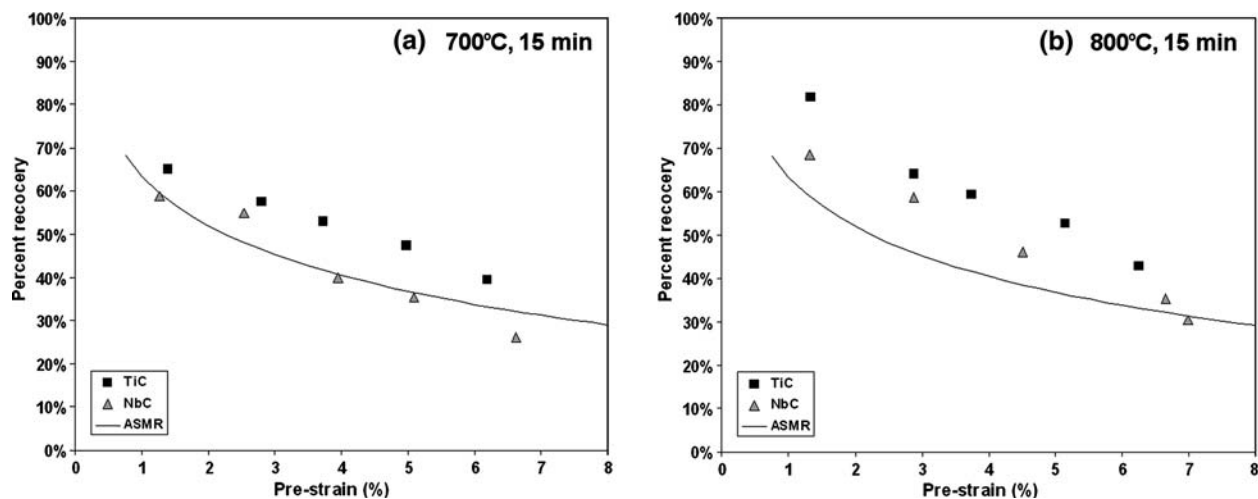 (a) 700ºC, 15 min
100%
90%
80%
70%
60%
50%
40%
30%
20%
10%
0%
Percent recocery
TiC
NbC
ASMR
0 1 2 3 4 5 6 7 8
Pre-strain (%)
(b) 800ºC, 15 min
100%
90%
80%
70%
60%
50%
40%
30%
20%
10%
0%
Percent recocery
TiC
NbC
ASMR
0 1 2 3 4 5 6 7 8
Pre-strain (%)